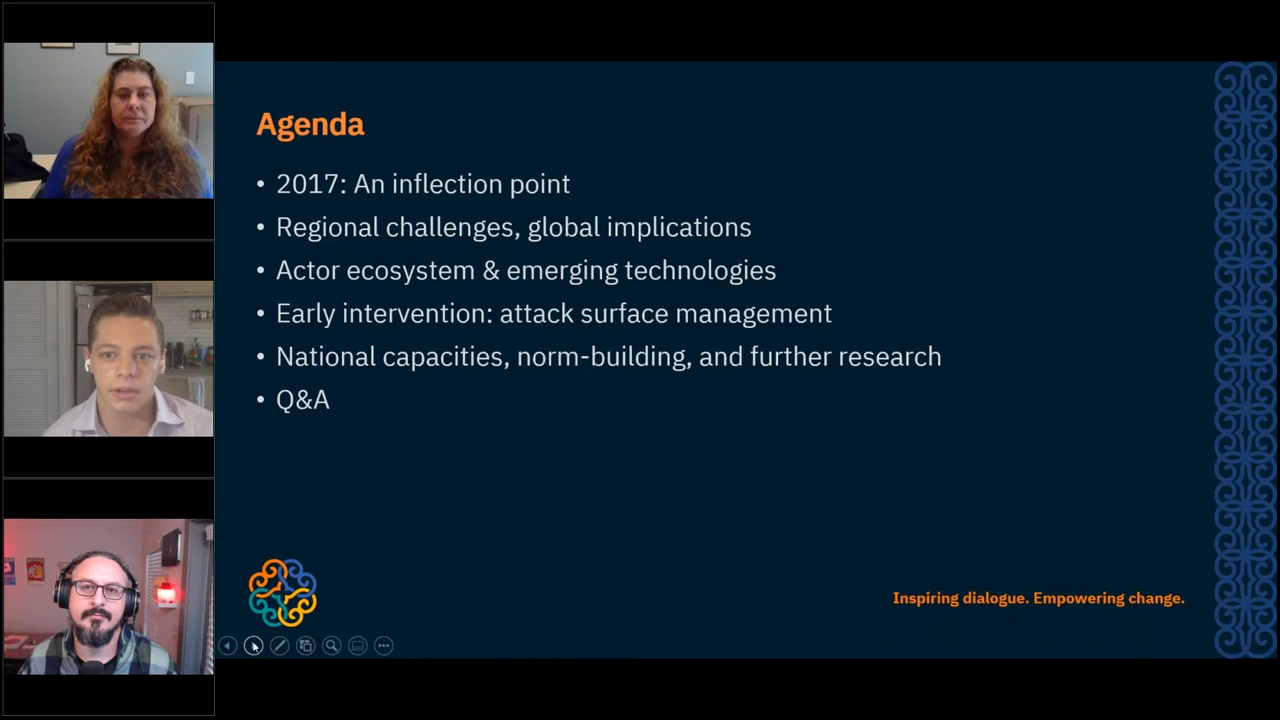 Agenda
• 2017: An inflection point
• Regional challenges, global implications
• Actor ecosystem & emerging technologies
• Early intervention: attack surface management
• National capacities, norm-building, and further research
• Q&A
Inspiring dialogue. Empowering change.